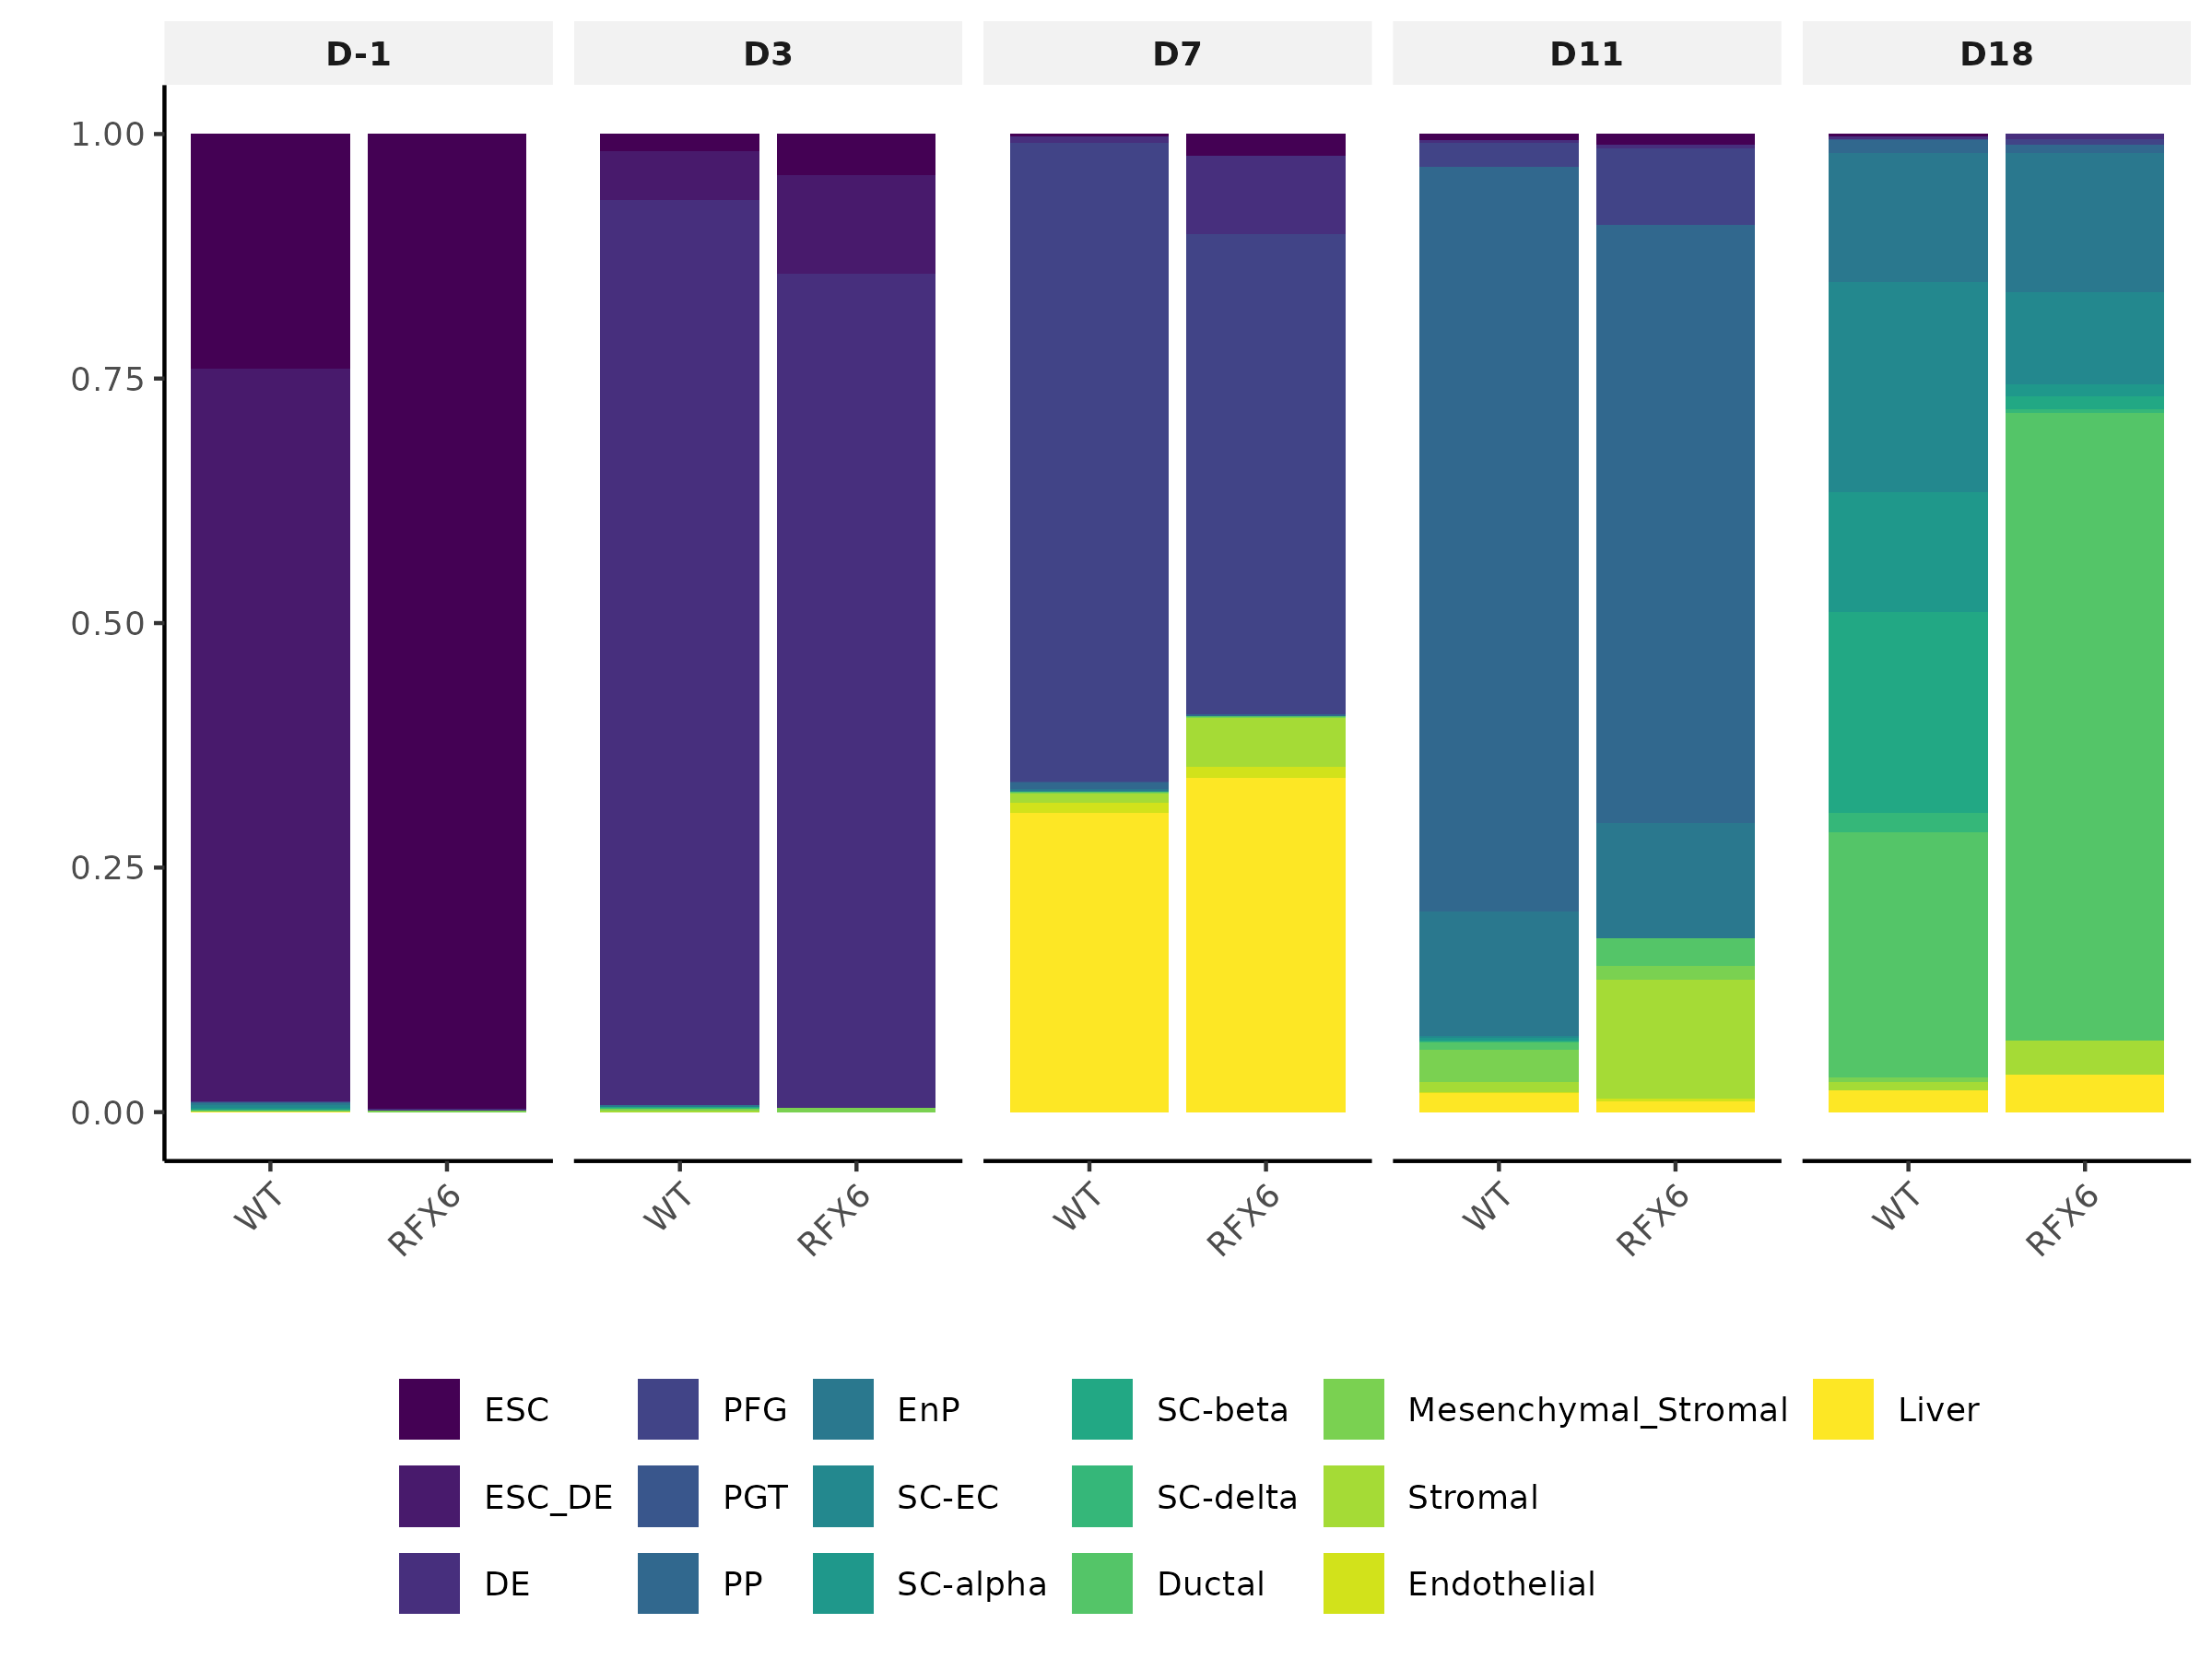 D-1 D3 D7 D11 D18
1.00
0.75
0.50
0.25
0.00
WT RFX6 WT RFX6 WT RFX6 WT RFX6 WT RFX6
ESC PFG EnP SC-beta Mesenchymal_Stromal Liver
ESC_DE PGT SC-EC SC-delta Stromal
DE PP SC-alpha Ductal Endothelial